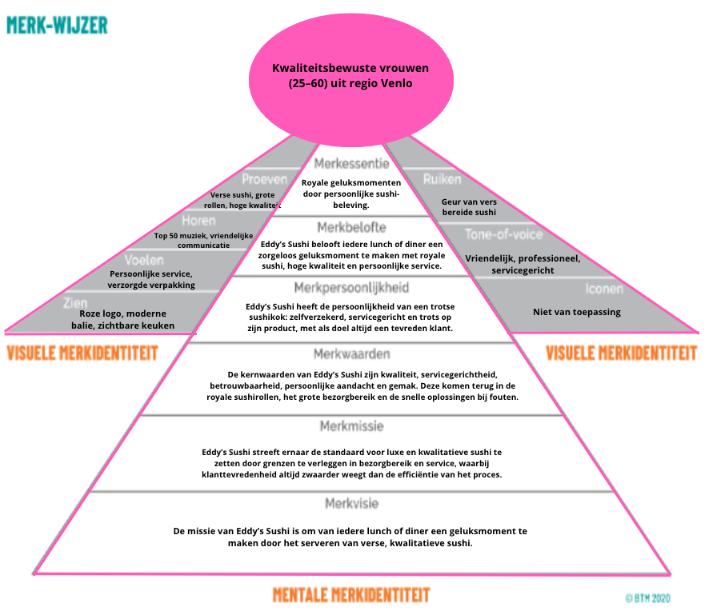 MERK-WIJZER
Kwaliteitsbewuste vrouwen
(25–60) uit regio Venlo
Merkessentie
Royale geluksmomenten
door persoonlijke sushi-
beleving.
Merkbelofte
Eddy's Sushi belooft iedere lunch of diner een
zorgeloos geluksmoment te maken met royale
sushi, hoge kwaliteit en persoonlijke service.
Merkpersoonlijkheid
Eddy's Sushi heeft de persoonlijkheid van een trotse
sushikok: zelfverzekerd, servicegericht en trots op
zijn product, met als doel altijd een tevreden klant.
Merkwaarden
De kernwaarden van Eddy's Sushi zijn kwaliteit, servicegerichtheid,
betrouwbaarheid, persoonlijke aandacht en gemak. Deze komen terug in de
royale sushirollen, het grote bezorgbereik en de snelle oplossingen bij fouten.
Merkmissie
Eddy's Sushi streeft ernaar de standaard voor luxe en kwalitatieve sushi te
zetten door grenzen te verleggen in bezorgbereik en service, waarbij
klanttevredenheid altijd zwaarder weegt dan de efficiëntie van het proces.
Merkvisie
De missie van Eddy's Sushi is om van iedere lunch of diner een geluksmoment te
maken door het serveren van verse, kwalitatieve sushi.
Proeven
Verse sushi, grote
rollen, hoge kwaliteit
Horen
Top 50 muziek, vriendelijke
communicatie
Voelen
Persoonlijke service,
verzorgde verpakking
Zien
Roze logo, moderne
balie, zichtbare keuken
VISUELE MERKIDENTITEIT
Ruiken
Geur van vers
bereide sushi
Tone-of-voice
Vriendelijk, professioneel,
servicegericht
Iconen
Niet van toepassing
VISUELE MERKIDENTITEIT
MENTALE MERKIDENTITEIT
© BTM 2020